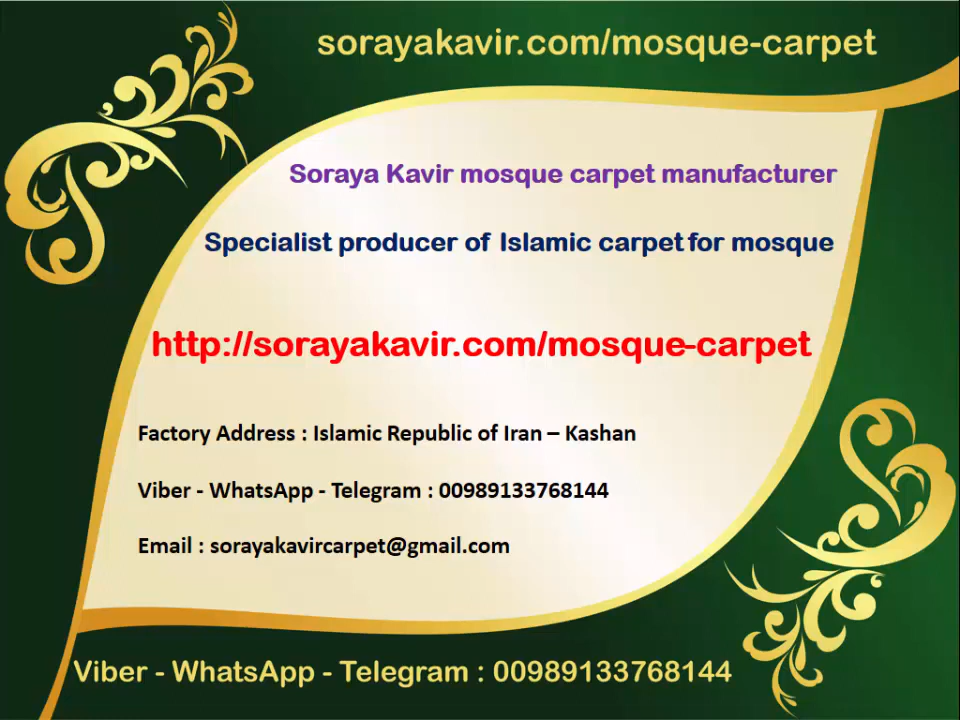 sorayakavir.com/mosque-carpet
Soraya Kavir mosque carpet manufacturer
Specialist producer of Islamic carpet for mosque
http://sorayakavir.com/mosque-carpet
Factory Address : Islamic Republic of Iran – Kashan
Viber - WhatsApp - Telegram : 00989133768144
Email : sorayakavircarpet@gmail.com
Viber - WhatsApp - Telegram : 00989133768144